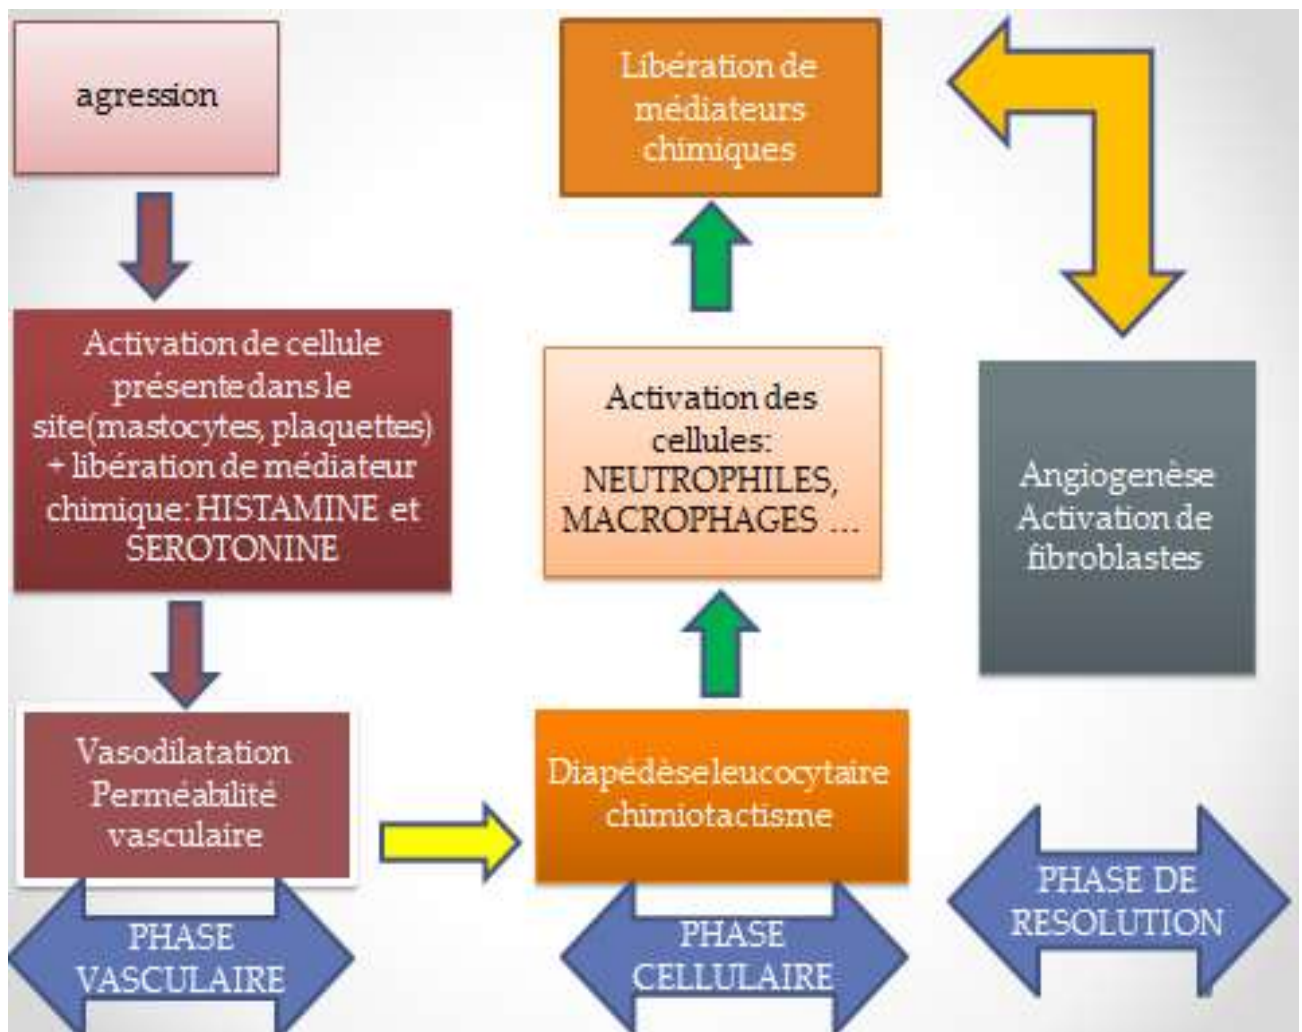 agression
Activation de cellule
présente dans le
site(mastocytes, plaquettes)
+ libération de médiateur
chimique: HISTAMINE et
SEROTONINE
Vasodilatation
Perméabilité
vasculaire
PHASE
VASCULAIRE
Libération de
médiateurs
chimiques
Activation des
cellules:
NEUTROPHILES,
MACROPHAGES …
Diapédèse leucocytaire
chimiotactisme
PHASE
CELLULAIRE
Angiogenèse
Activation de
fibroblastes
PHASE DE
RESOLUTION